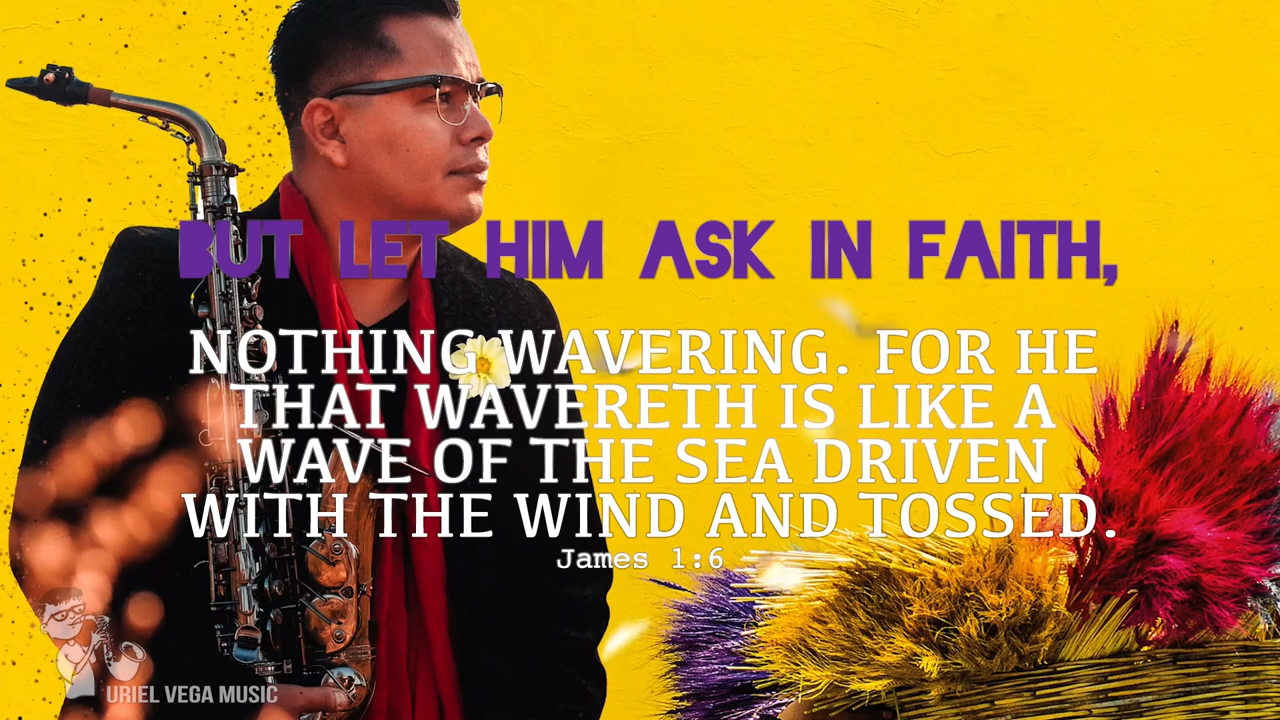 BUT LET HIM ASK IN FAITH,
NOTHING WAVERING. FOR HE
THAT WAVERETH IS LIKE A
WAVE OF THE SEA DRIVEN
WITH THE WIND AND TOSSED.
James 1:6
URIEL VEGA MUSIC